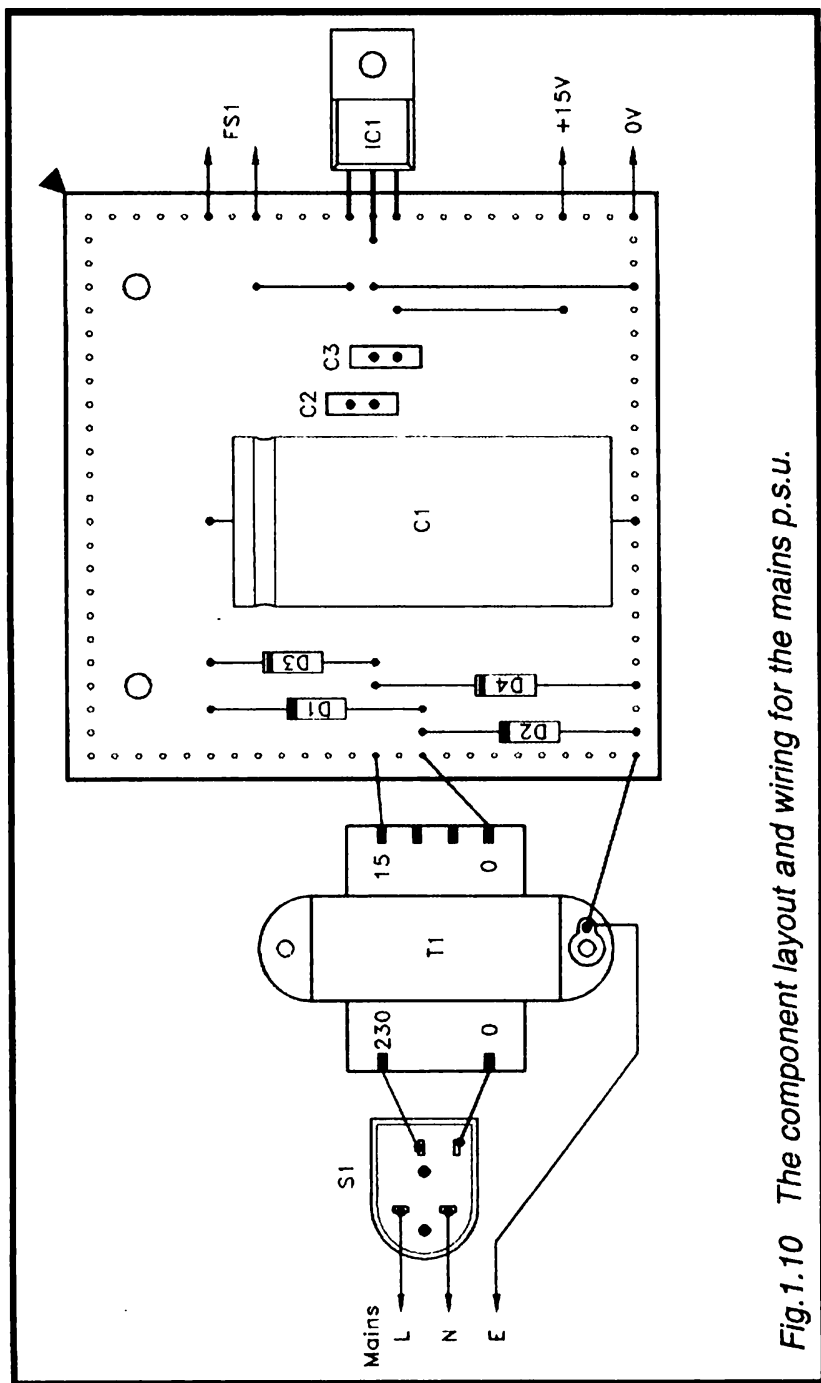 FS1
IC1
+15V
0V
C3
C2
C1
D3
D1
D4
D2
15
0
T1
230
0
S1
Mains
L
N
E
Fig.1.10 The component layout and wiring for the mains p.s.u.